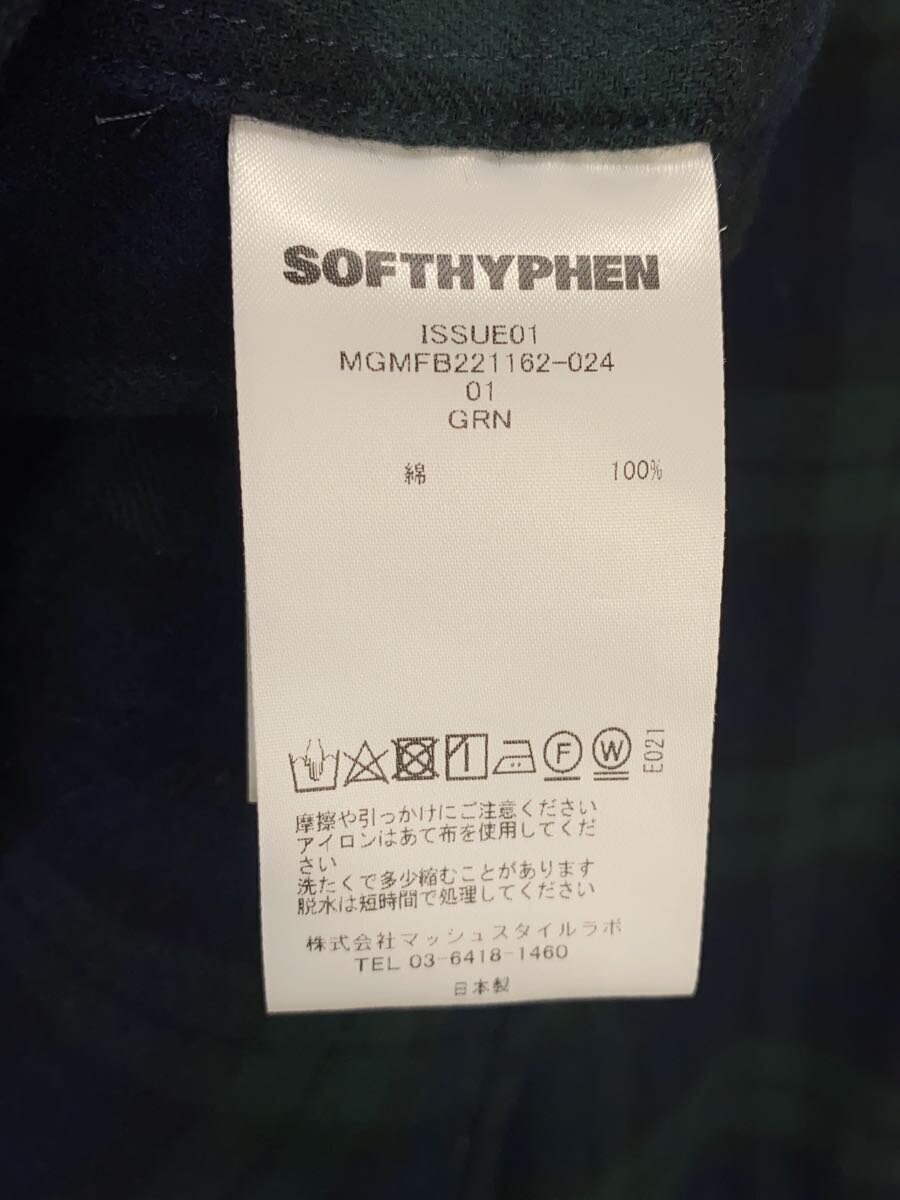 SOFTHYPHEN
ISSUE01
MGMFB221162-024
01
GRN
綿 100%
F W E021
摩擦や引っかけにご注意ください
アイロンはあて布を使用してくだ
さい
洗たくで多少縮むことがあります
脱水は短時間で処理してください
株式会社マッシュスタイルラボ
TEL 03-6418-1460
日本製